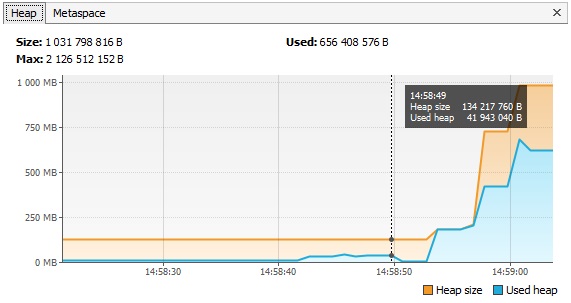 Heap Metaspace
Size: 1 031 798 816 B Used: 656 408 576 B
Max: 2 126 512 152 B
1 000 MB
750 MB
500 MB
250 MB
0 MB
14:58:49
Heap size 134 217 760 B
Used heap 41 943 040 B
14:58:30 14:58:40 14:58:50 14:59:00
Heap size Used heap